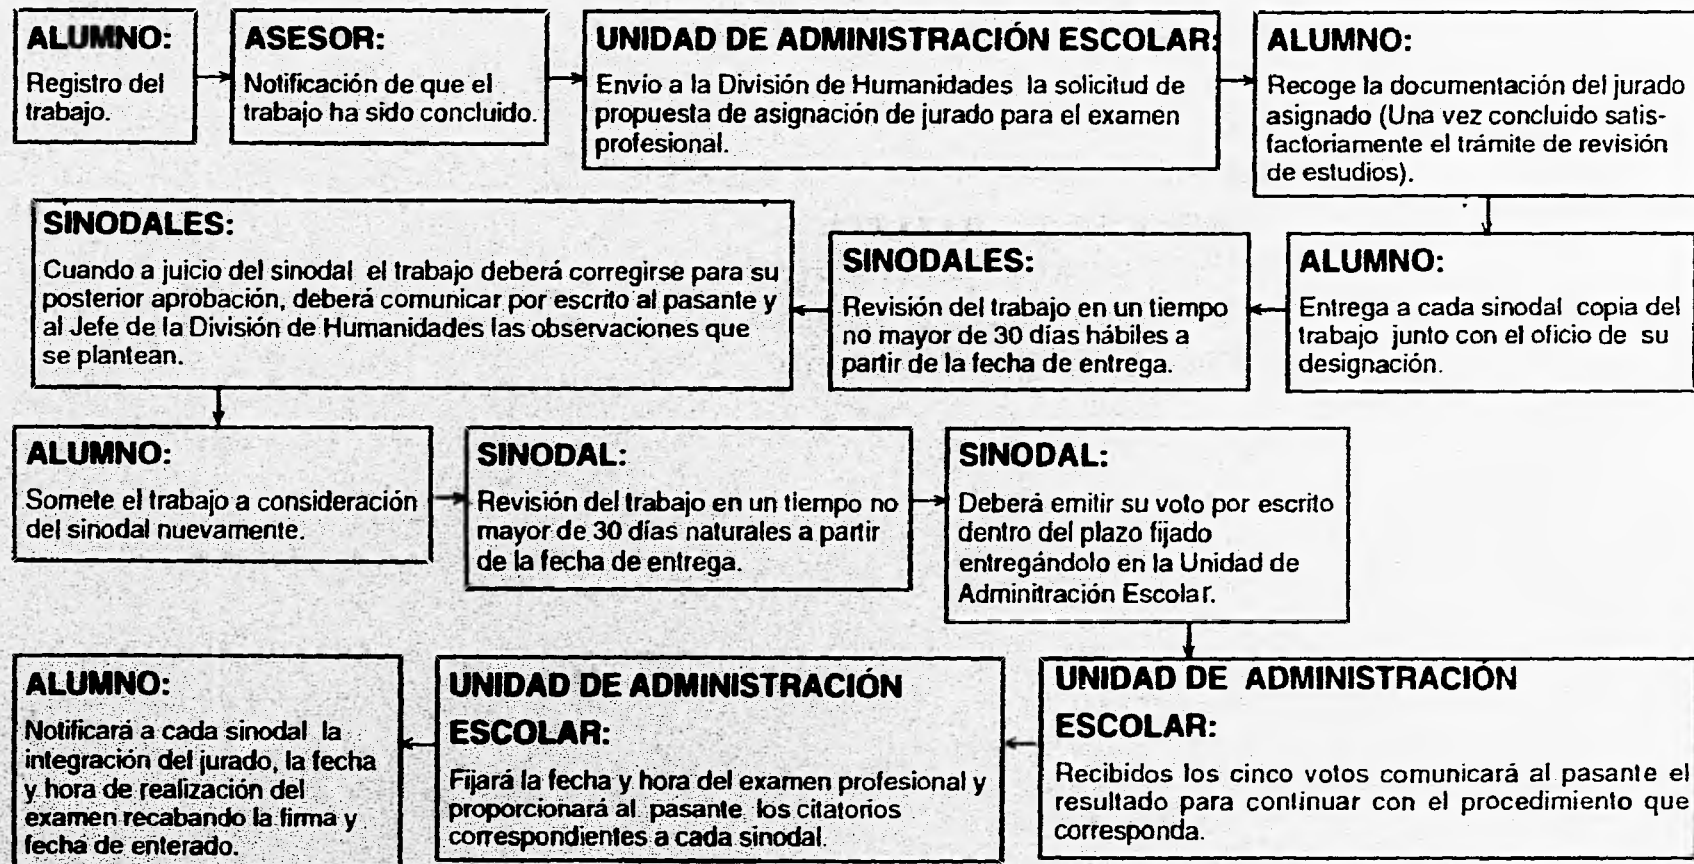 ALUMNO:
Registro del
trabajo.
ASESOR:
Notificación de que el
trabajo ha sido concluido.
UNIDAD DE ADMINISTRACIÓN ESCOLAR:
Envío a la División de Humanidades la solicitud de
propuesta de asignación de jurado para el examen
profesional.
ALUMNO:
Recoge la documentación del jurado
asignado (Una vez concluido satis-
factoriamente el trámite de revisión
de estudios).
ALUMNO:
Entrega a cada sinodal copia del
trabajo junto con el oficio de su
designación.
SINODALES:
Revisión del trabajo en un tiempo
no mayor de 30 días hábiles a
partir de la fecha de entrega.
SINODALES:
Cuando a juicio del sinodal el trabajo deberá corregirse para su
posterior aprobación, deberá comunicar por escrito al pasante y
al Jefe de la División de Humanidades las observaciones que
se plantean.
ALUMNO:
Somete el trabajo a consideración
del sinodal nuevamente.
SINODAL:
Revisión del trabajo en un tiempo no
mayor de 30 días naturales a partir
de la fecha de entrega.
SINODAL:
Deberá emitir su voto por escrito
dentro del plazo fijado
entregándolo en la Unidad de
Adminitración Escolar.
UNIDAD DE ADMINISTRACIÓN
ESCOLAR:
Recibidos los cinco votos comunicará al pasante el
resultado para continuar con el procedimiento que
corresponda.
UNIDAD DE ADMINISTRACIÓN
ESCOLAR:
Fijará la fecha y hora del examen profesional y
proporcionará al pasante los citatorios
correspondientes a cada sinodal.
ALUMNO:
Notificará a cada sinodal la
integración del jurado, la fecha
y hora de realización del
examen recabando la firma y
fecha de enterado.